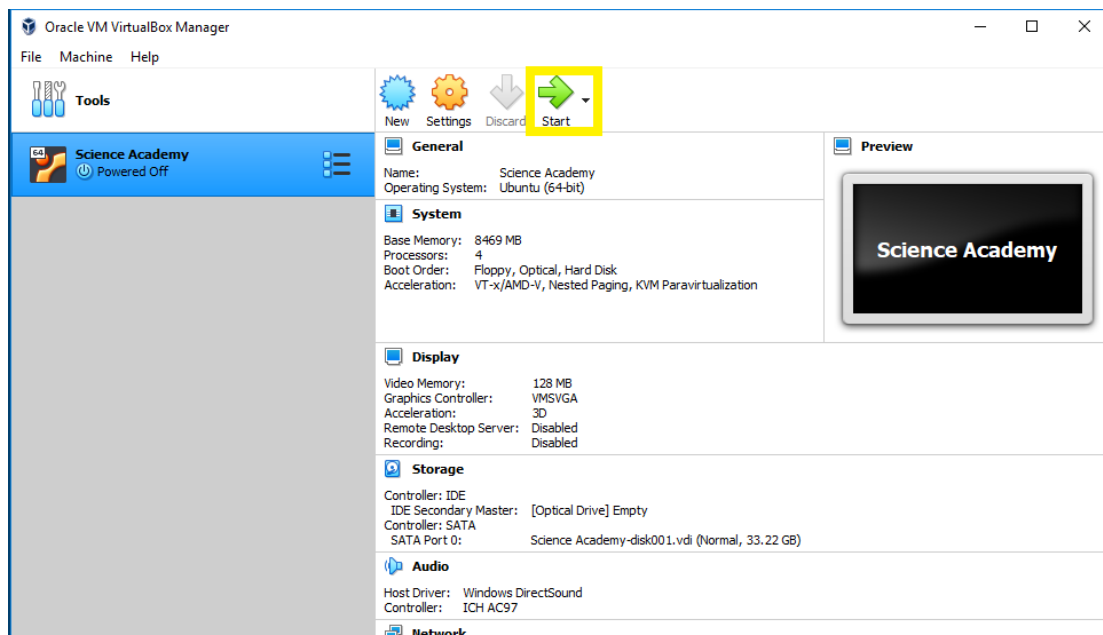 Oracle VM VirtualBox Manager
File Machine Help
Tools
New Settings Discard Start
64
Science Academy
Powered Off
General
Name: Science Academy
Operating System: Ubuntu (64-bit)
System
Base Memory: 8469 MB
Processors: 4
Boot Order: Floppy, Optical, Hard Disk
Acceleration: VT-x/AMD-V, Nested Paging, KVM Paravirtualization
Preview
Science Academy
Display
Video Memory: 128 MB
Graphics Controller: VMSVGA
Acceleration: 3D
Remote Desktop Server: Disabled
Recording: Disabled
Storage
Controller: IDE
IDE Secondary Master: [Optical Drive] Empty
Controller: SATA
SATA Port 0: Science Academy-disk001.vdi (Normal, 33.22 GB)
Audio
Host Driver: Windows DirectSound
Controller: ICH AC97
Network